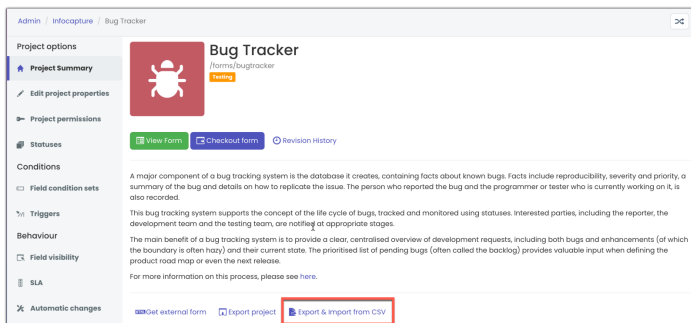 Admin / Infocapture / Bug Tracker
Project options
Project Summary
Edit project properties
Project permissions
Statuses
Conditions
Field condition sets
Triggers
Behaviour
Field visibility
SLA
Automatic changes
Bug Tracker
/forms/bugtracker
Testing
View Form
Checkout form
Revision History
A major component of a bug tracking system is the database it creates, containing facts about known bugs. Facts include reproducibility, severity and priority, a
summary of the bug and details on how to replicate the issue. The person who reported the bug and the programmer or tester who is currently working on it, is
also recorded.
This bug tracking system supports the concept of the life cycle of bugs, tracked and monitored using statuses. Interested parties, including the reporter, the
development team and the testing team, are notified at appropriate stages.
The main benefit of a bug tracking system is to provide a clear, centralised overview of development requests, including both bugs and enhancements (of which
the boundary is often hazy) and their current state. The prioritised list of pending bugs (often called the backlog) provides valuable input when defining the
product road map or even the next release.
For more information on this process, please see here.
Get external form
Export project
Export & Import from CSV